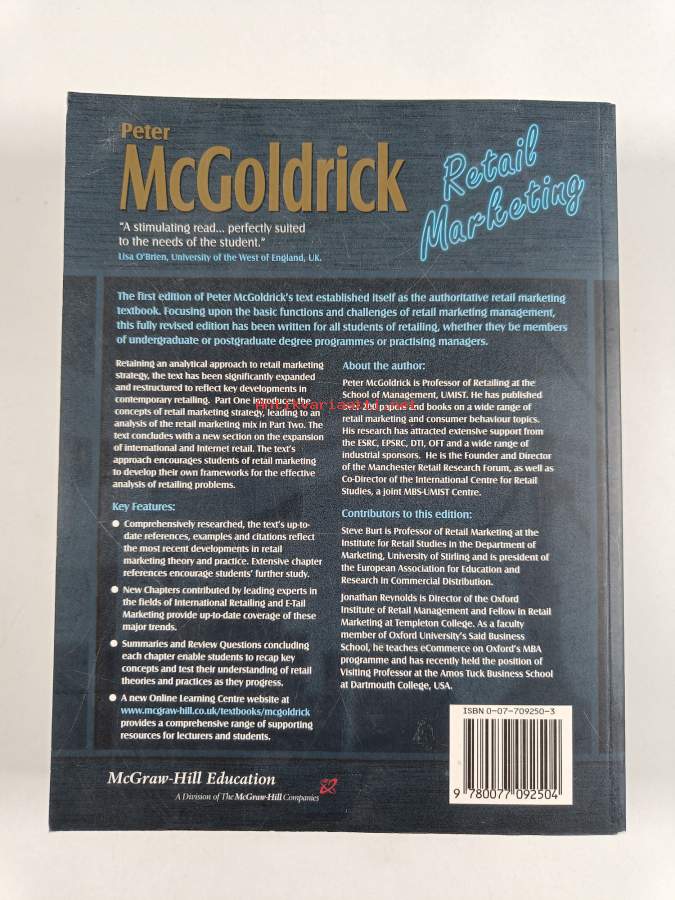 Peter
McGoldrick
Retail
Marketing
"A stimulating read... perfectly suited
to the needs of the student."
Lisa O'Brien, University of the West of England, UK.
The first edition of Peter McGoldrick's text established itself as the authoritative retail marketing
textbook. Focusing upon the basic functions and challenges of retail marketing management,
this fully revised edition has been written for all students of retailing, whether they be members
of undergraduate or postgraduate degree programmes or practising managers.
Retaining an analytical approach to retail marketing
strategy, the text has been significantly expanded
and restructured to reflect key developments in
contemporary retailing. Part One introduces the
concepts of retail marketing strategy, leading to an
analysis of the retail marketing mix in Part Two. The
text concludes with a new section on the expansion
of international and Internet retail. The text's
approach encourages students of retail marketing
to develop their own frameworks for the effective
analysis of retailing problems.
Key Features:
● Comprehensively researched, the text's up-to-
date references, examples and citations reflect
the most recent developments in retail
marketing theory and practice. Extensive chapter
references encourage students' further study.
● New Chapters contributed by leading experts in
the fields of International Retailing and E-Tail
Marketing provide up-to-date coverage of these
major trends.
● Summaries and Review Questions concluding
each chapter enable students to recap key
concepts and test their understanding of retail
theories and practices as they progress.
● A new Online Learning Centre website at
www.mcgraw-hill.co.uk/textbooks/mcgoldrick
provides a comprehensive range of supporting
resources for lecturers and students.
About the author:
Peter McGoldrick is Professor of Retailing at the
School of Management, UMIST. He has published
over 200 papers and books on a wide range of
retail marketing and consumer behaviour topics.
His research has attracted extensive support from
the ESRC, EPSRC, DTI, OFT and a wide range of
industrial sponsors. He is the Founder and Director
of the Manchester Retail Research Forum, as well as
Co-Director of the International Centre for Retail
Studies, a joint MBS-UMIST Centre.
Contributors to this edition:
Steve Burt is Professor of Retail Marketing at the
Institute for Retail Studies in the Department of
Marketing, University of Stirling and is president of
the European Association for Education and
Research in Commercial Distribution.
Jonathan Reynolds is Director of the Oxford
Institute of Retail Management and Fellow in Retail
Marketing at Templeton College. As a faculty
member of Oxford University's Said Business
School, he teaches eCommerce on Oxford's MBA
programme and has recently held the position of
Visiting Professor at the Amos Tuck Business School
at Dartmouth College, USA.
Antikvariaatti.net
ISBN 0-07-709250-3
9 780077 092504
McGraw-Hill Education
A Division of The McGraw-Hill Companies